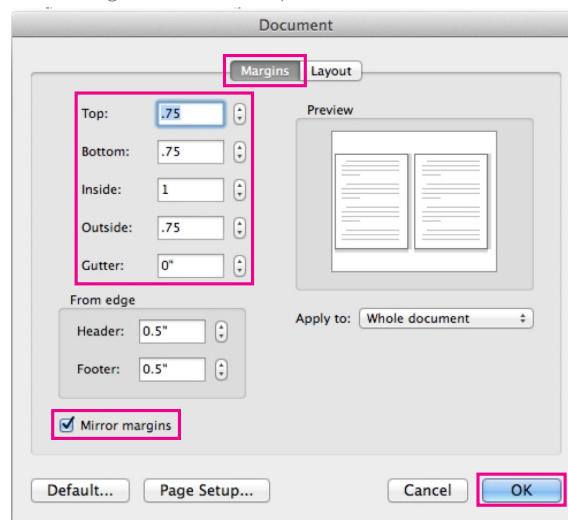 Document
Margins Layout
Top: .75
Bottom: .75
Inside: 1
Outside: .75
Gutter: 0"
Preview
From edge
Header: 0.5"
Footer: 0.5"
Apply to: Whole document
Mirror margins
Default... Page Setup... Cancel OK